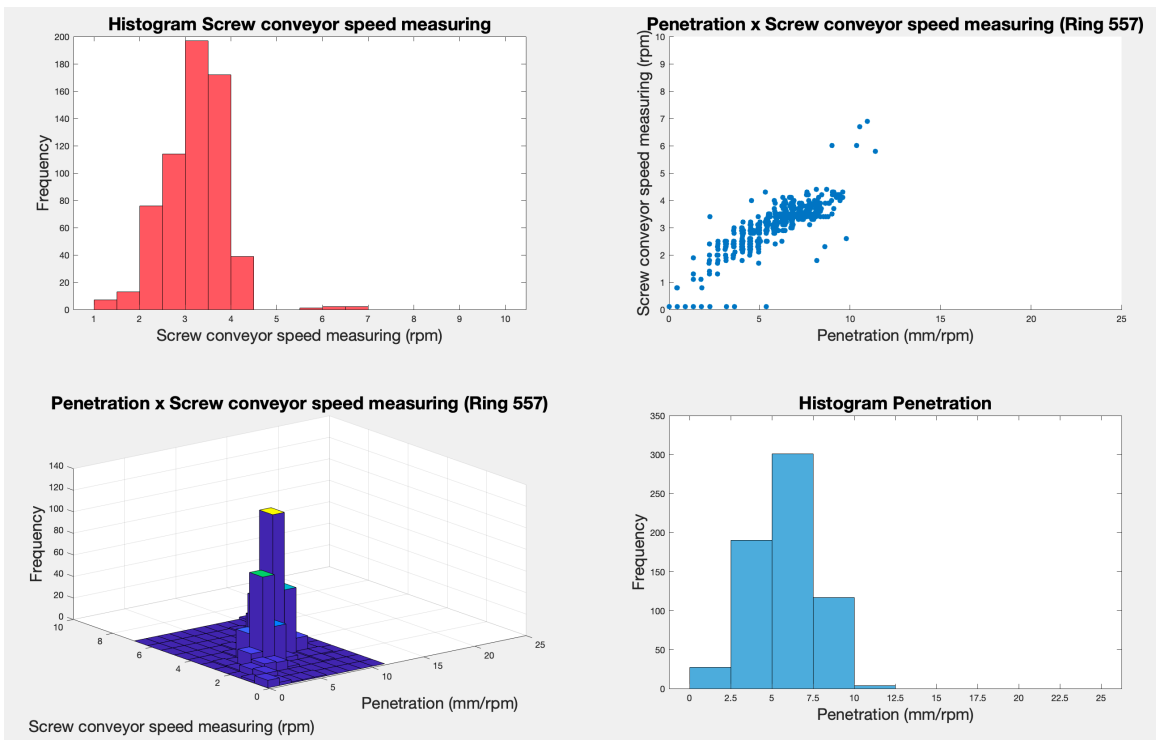 Histogram Screw conveyor speed measuring
200
180
160
140
120
100
80
60
40
20
0
Frequency
1 2 3 4 5 6 7 8 9 10
Screw conveyor speed measuring (rpm)
Penetration x Screw conveyor speed measuring (Ring 557)
10
9
8
7
6
5
4
3
2
1
0
Screw conveyor speed measuring (rpm)
0 5 10 15 20 25
Penetration (mm/rpm)
Penetration x Screw conveyor speed measuring (Ring 557)
140
120
100
80
60
40
20
0
Frequency
10 8 6 4 2 0
0 5 10 15 20 25
Penetration (mm/rpm)
Screw conveyor speed measuring (rpm)
Histogram Penetration
350
300
250
200
150
100
50
0
Frequency
0 2.5 5 7.5 10 12.5 15 17.5 20 22.5 25
Penetration (mm/rpm)